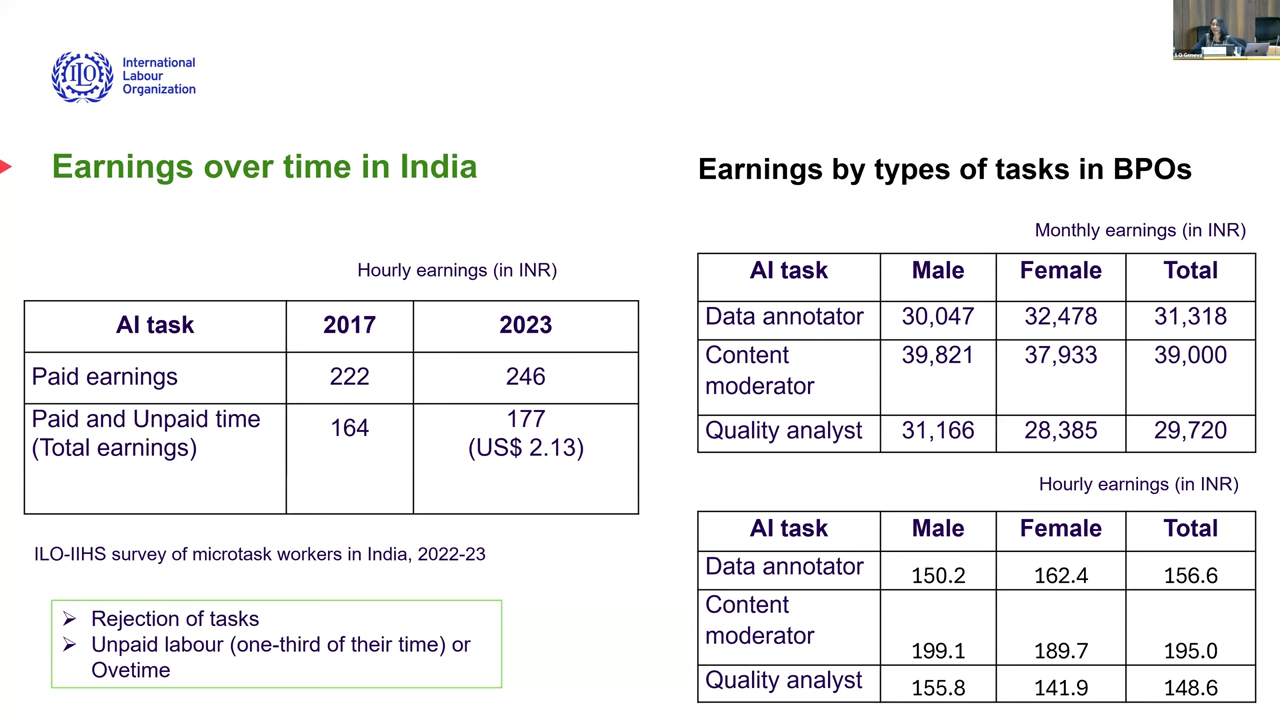 ILO
International
Labour
Organization
ILO Geneva
Earnings over time in India
Hourly earnings (in INR)
AI task 2017 2023
Paid earnings 222 246
Paid and Unpaid time
(Total earnings) 164 177
(US$ 2.13)
ILO-IIHS survey of microtask workers in India, 2022-23
Rejection of tasks
Unpaid labour (one-third of their time) or
Ovetime
Earnings by types of tasks in BPOs
Monthly earnings (in INR)
AI task Male Female Total
Data annotator 30,047 32,478 31,318
Content
moderator 39,821 37,933 39,000
Quality analyst 31,166 28,385 29,720
Hourly earnings (in INR)
AI task Male Female Total
Data annotator 150.2 162.4 156.6
Content
moderator 199.1 189.7 195.0
Quality analyst 155.8 141.9 148.6